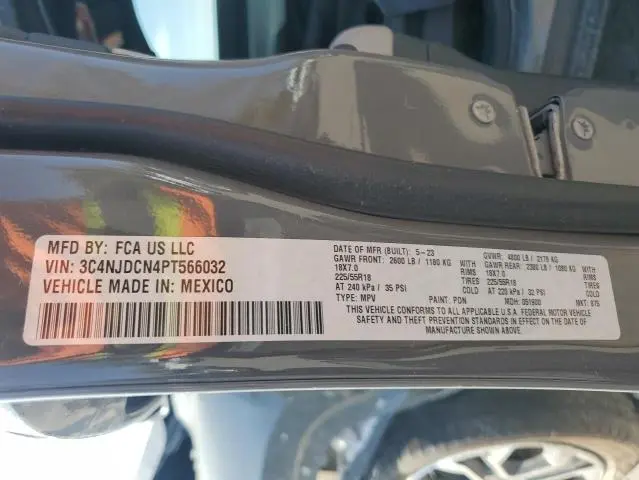 MFD BY: FCA US LLC
VIN: 3C4NJDCN4PT566032
VEHICLE MADE IN: MEXICO
DATE OF MFR (BUILT): 5-23 GVWR: 4800 LB / 2178 KG
GAWR FRONT: 2600 LB / 1180 KG WITH GAWR REAR: 2380 LB / 1080 KG WITH
18X7.0 RIMS 18X7.0 RIMS
225/55R18 TIRES 225/55R18 TIRES
AT 240 kPa / 35 PSI COLD AT 220 kPa / 32 PSI COLD
TYPE: MPV PAINT: PDN MDH: 051900 MKT: 875
THIS VEHICLE CONFORMS TO ALL APPLICABLE U.S.A. FEDERAL MOTOR VEHICLE
SAFETY AND THEFT PREVENTION STANDARDS IN EFFECT ON THE DATE OF
MANUFACTURE SHOWN ABOVE.